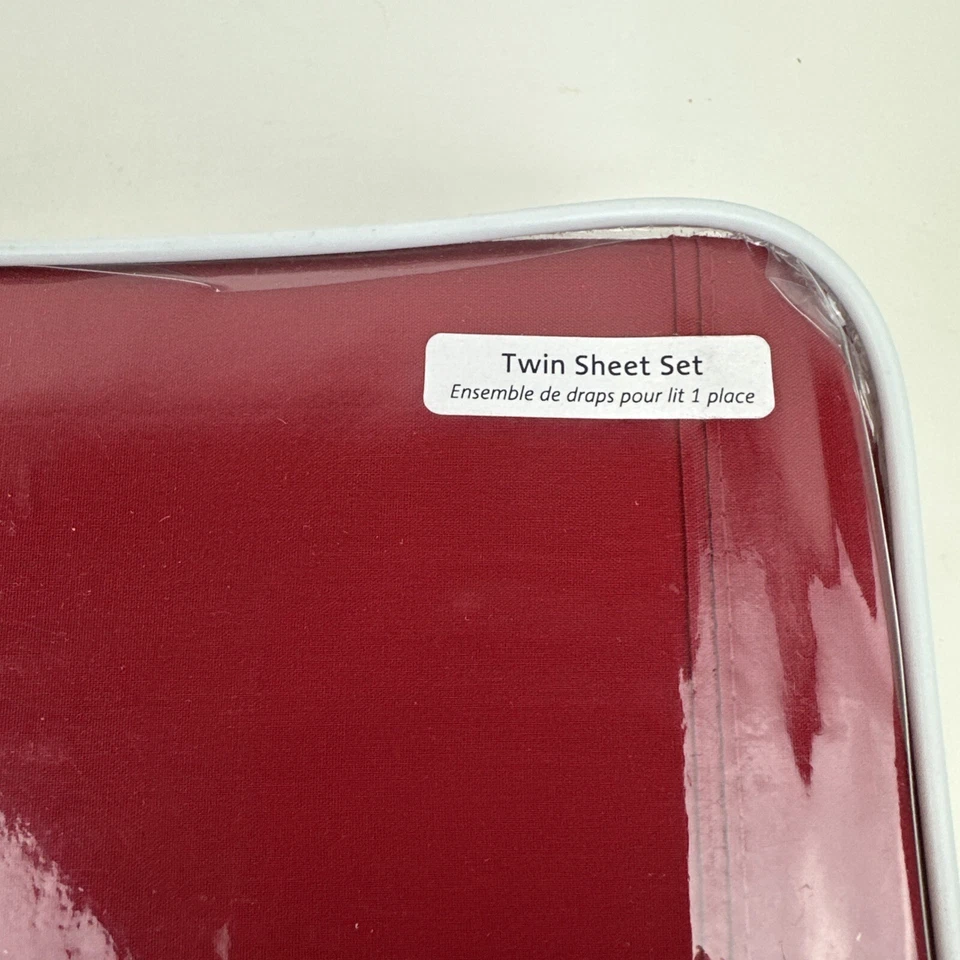 Twin Sheet Set
Ensemble de draps pour lit 1 place